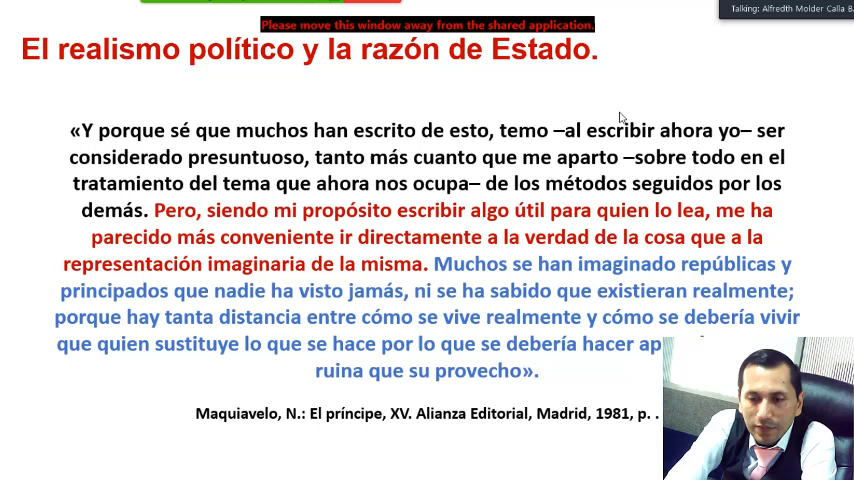 Talking: Alfredth Molder Calla B.
Please move this window away from the shared application.
El realismo político y la razón de Estado.
«Y porque sé que muchos han escrito de esto, temo –al escribir ahora yo– ser
considerado presuntuoso, tanto más cuanto que me aparto –sobre todo en el
tratamiento del tema que ahora nos ocupa– de los métodos seguidos por los
demás. Pero, siendo mi propósito escribir algo útil para quien lo lea, me ha
parecido más conveniente ir directamente a la verdad de la cosa que a la
representación imaginaria de la misma. Muchos se han imaginado repúblicas y
principados que nadie ha visto jamás, ni se ha sabido que existieran realmente;
porque hay tanta distancia entre cómo se vive realmente y cómo se debería vivir
que quien sustituye lo que se hace por lo que se debería hacer
ruina que su provecho».
Maquiavelo, N.: El príncipe, XV. Alianza Editorial, Madrid, 1981, p. .